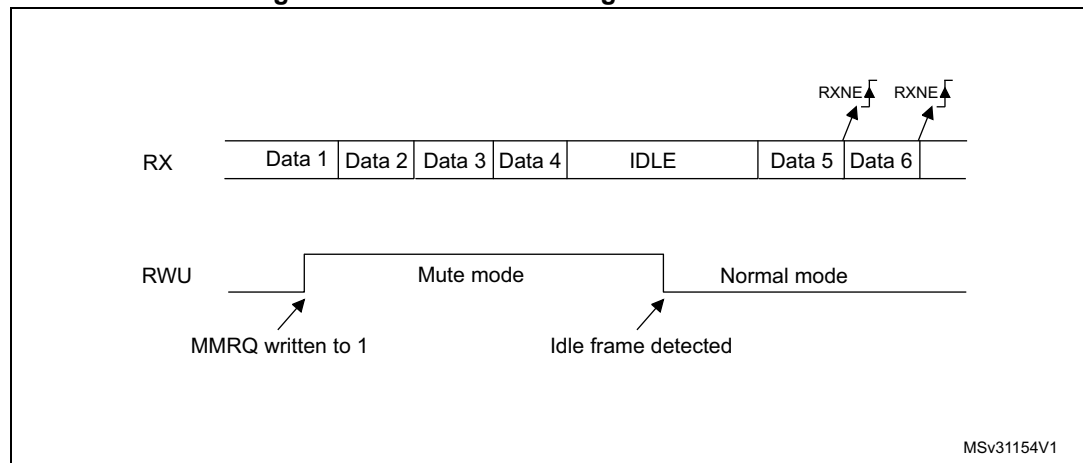 RXNE RXNE
RX Data 1 Data 2 Data 3 Data 4 IDLE Data 5 Data 6
RWU Mute mode Normal mode
MMRQ written to 1 Idle frame detected
MSv31154V1